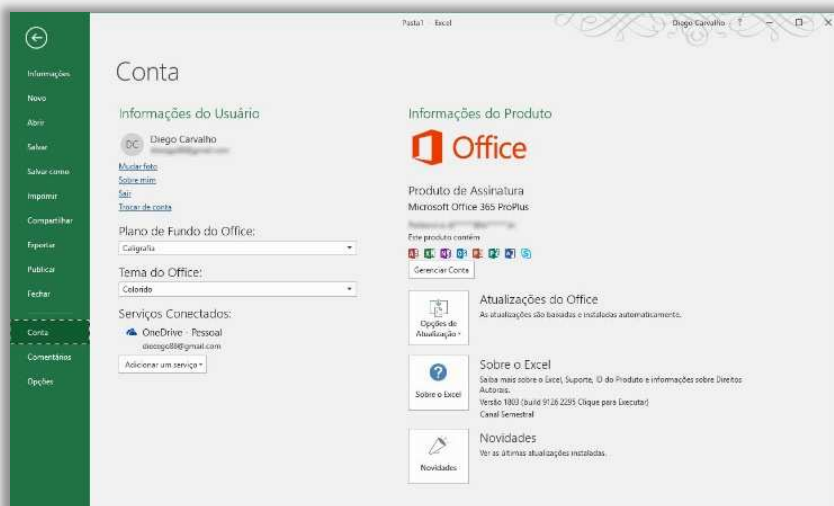 Pasta1 Excel
Diego Carvalho ?
Informações
Novo
Abrir
Salvar
Salvar como
Imprimir
Compartilhar
Exportar
Publicar
Fechar
Conta
Comentários
Opções
Conta
Informações do Usuário
DC
Diego Carvalho
Mudar foto
Sobre mim
Sair
Trocar de conta
Plano de Fundo do Office:
Caligrafia
Tema do Office:
Colorido
Serviços Conectados:
OneDrive - Pessoal
Adicionar um serviço
Informações do Produto
Office
Produto de Assinatura
Microsoft Office 365 ProPlus
Este produto contém
Gerenciar Conta
Opções de
Atualização
Atualizações do Office
As atualizações são baixadas e instaladas automaticamente.
Sobre o Excel
Sobre o Excel
Saiba mais sobre o Excel, Suporte, ID do Produto e informações sobre Direitos
Autorais.
Versão 1803 (build 9126.2295 Clique para Executar)
Canal Semestral
Novidades
Novidades
Ver as últimas atualizações instaladas.